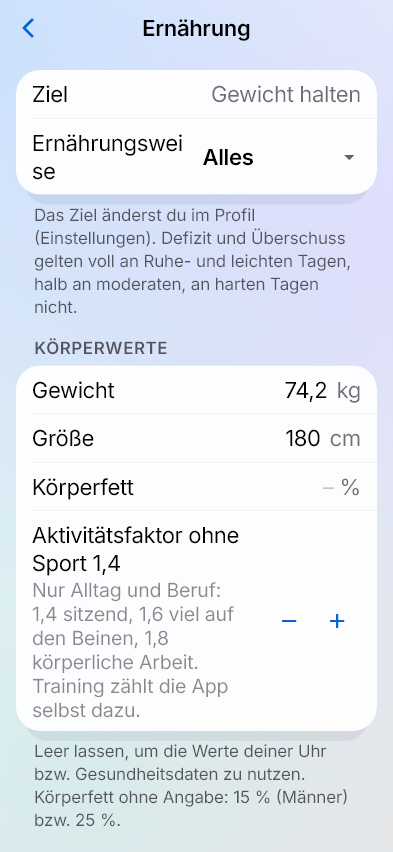 Ernährung
Ziel Gewicht halten
Ernährungswei
se
Alles
Das Ziel änderst du im Profil
(Einstellungen). Defizit und Überschuss
gelten voll an Ruhe- und leichten Tagen,
halb an moderaten, an harten Tagen
nicht.
KÖRPERWERTE
Gewicht 74,2 kg
Größe 180 cm
Körperfett – %
Aktivitätsfaktor ohne
Sport 1,4
Nur Alltag und Beruf:
1,4 sitzend, 1,6 viel auf
den Beinen, 1,8
körperliche Arbeit.
Training zählt die App
selbst dazu.
− +
Leer lassen, um die Werte deiner Uhr
bzw. Gesundheitsdaten zu nutzen.
Körperfett ohne Angabe: 15 % (Männer)
bzw. 25 %.